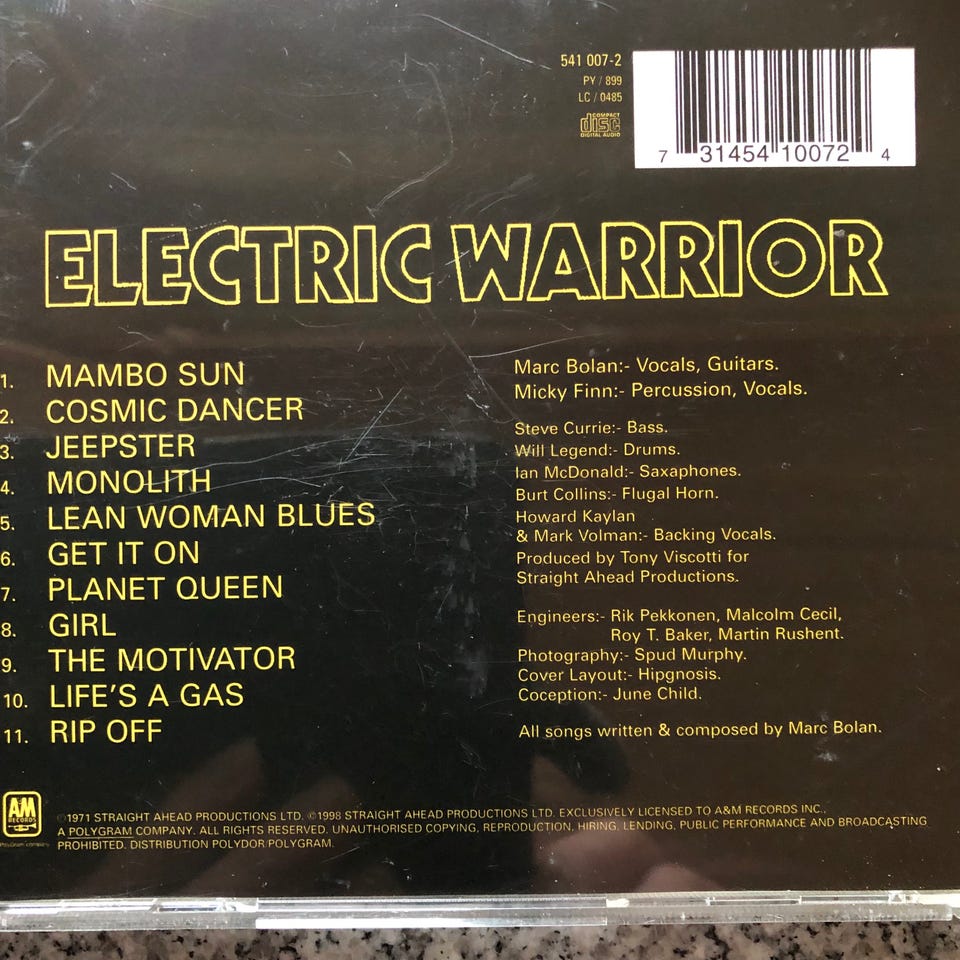 541 007-2
PY / 899
LC / 0485
COMPACT
disc
DIGITAL AUDIO
7 31454 10072 4
ELECTRIC WARRIOR
1. MAMBO SUN
2. COSMIC DANCER
3. JEEPSTER
4. MONOLITH
5. LEAN WOMAN BLUES
6. GET IT ON
7. PLANET QUEEN
8. GIRL
9. THE MOTIVATOR
10. LIFE'S A GAS
11. RIP OFF
Marc Bolan:- Vocals, Guitars.
Micky Finn:- Percussion, Vocals.
Steve Currie:- Bass.
Will Legend:- Drums.
Ian McDonald:- Saxaphones.
Burt Collins:- Flugal Horn.
Howard Kaylan
& Mark Volman:- Backing Vocals.
Produced by Tony Viscotti for
Straight Ahead Productions.
Engineers:- Rik Pekkonen, Malcolm Cecil,
Roy T. Baker, Martin Rushent.
Photography:- Spud Murphy.
Cover Layout:- Hipgnosis.
Coception:- June Child.
All songs written & composed by Marc Bolan.
A&M
RECORDS
PolyGram company
℗1971 STRAIGHT AHEAD PRODUCTIONS LTD. ©1998 STRAIGHT AHEAD PRODUCTIONS LTD. EXCLUSIVELY LICENSED TO A&M RECORDS INC.,
A POLYGRAM COMPANY. ALL RIGHTS RESERVED. UNAUTHORISED COPYING, REPRODUCTION, HIRING, LENDING, PUBLIC PERFORMANCE AND BROADCASTING
PROHIBITED. DISTRIBUTION POLYDOR/POLYGRAM.